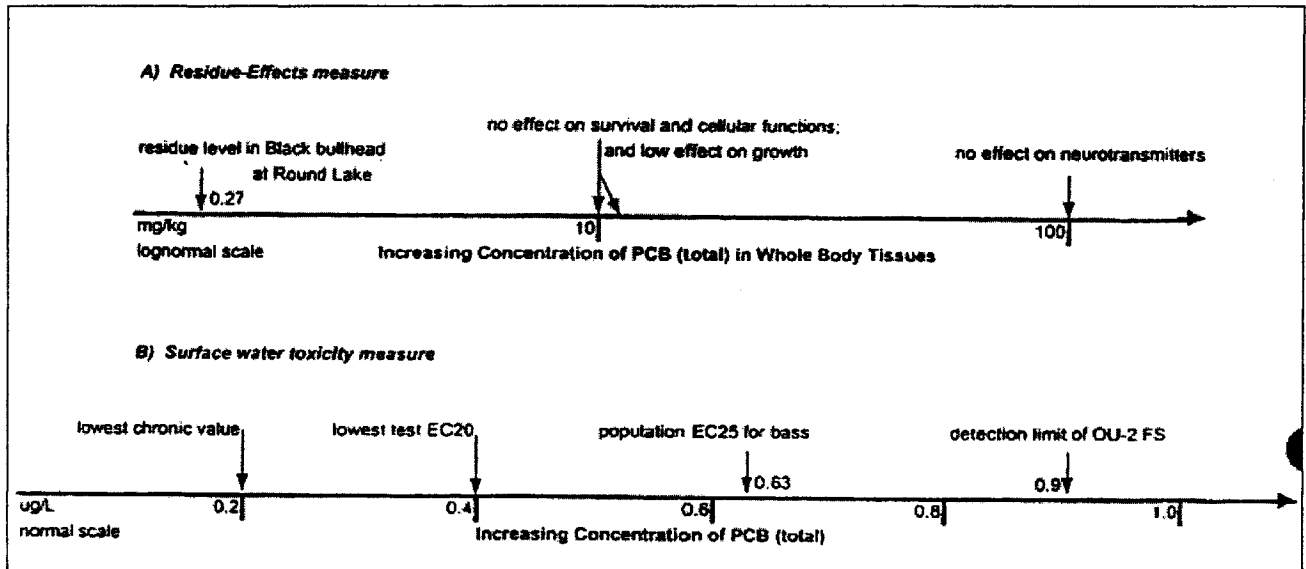 A) Residue-Effects measure
no effect on survival and cellular functions;
and low effect on growth
residue level in Black bullhead
at Round Lake
no effect on neurotransmitters
0.27
mg/kg
10
100
lognormal scale
Increasing Concentration of PCB (total) in Whole Body Tissues
B) Surface water toxicity measure
lowest chronic value
lowest test EC20
population EC25 for bass
detection limit of OU-2 FS
0.63
0.9
ug/L
0.2
0.4
0.6
0.8
1.0
normal scale
Increasing Concentration of PCB (total)